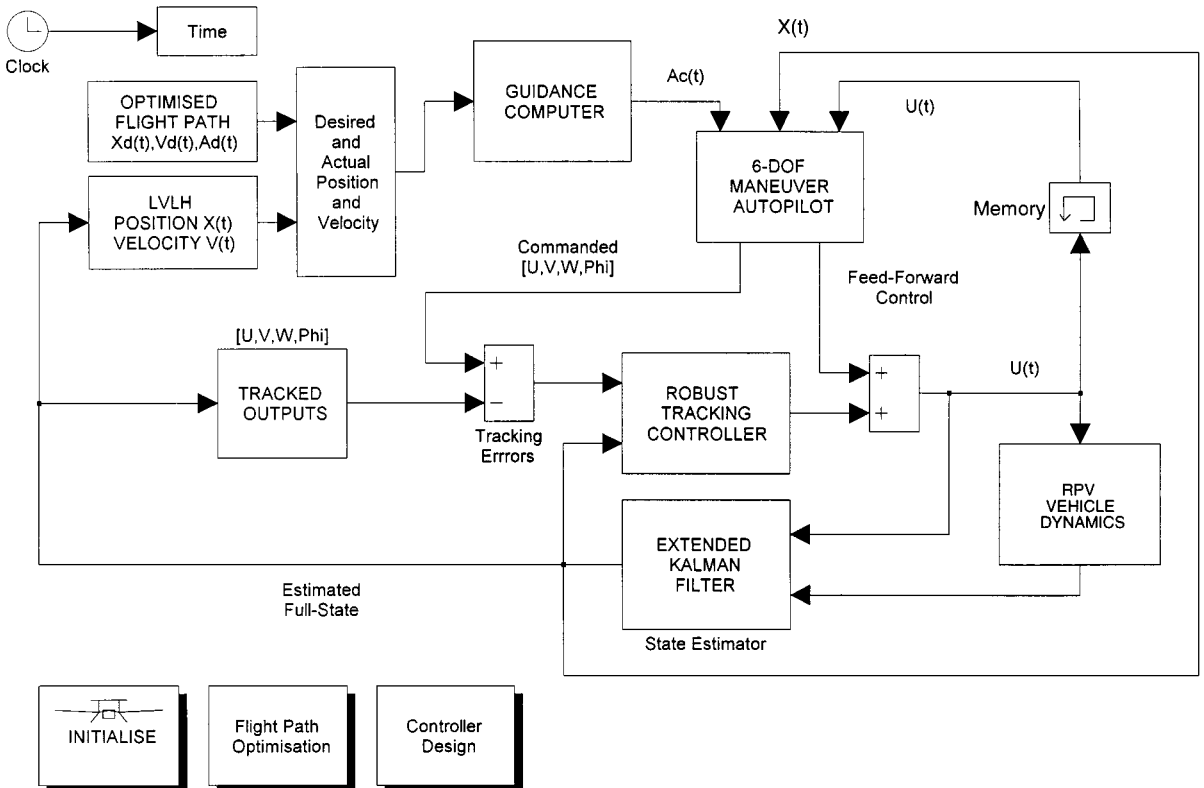 Clock
Time
X(t)
OPTIMISED
FLIGHT PATH
Xd(t),Vd(t),Ad(t)
Desired
and
Actual
Position
and
Velocity
GUIDANCE
COMPUTER
Ac(t)
U(t)
LVLH
POSITION X(t)
VELOCITY V(t)
6-DOF
MANEUVER
AUTOPILOT
Memory
Commanded
[U,V,W,Phi]
Feed-Forward
Control
[U,V,W,Phi]
TRACKED
OUTPUTS
+
−
Tracking
Errrors
ROBUST
TRACKING
CONTROLLER
+
+
U(t)
RPV
VEHICLE
DYNAMICS
EXTENDED
KALMAN
FILTER
State Estimator
Estimated
Full-State
INITIALISE
Flight Path
Optimisation
Controller
Design